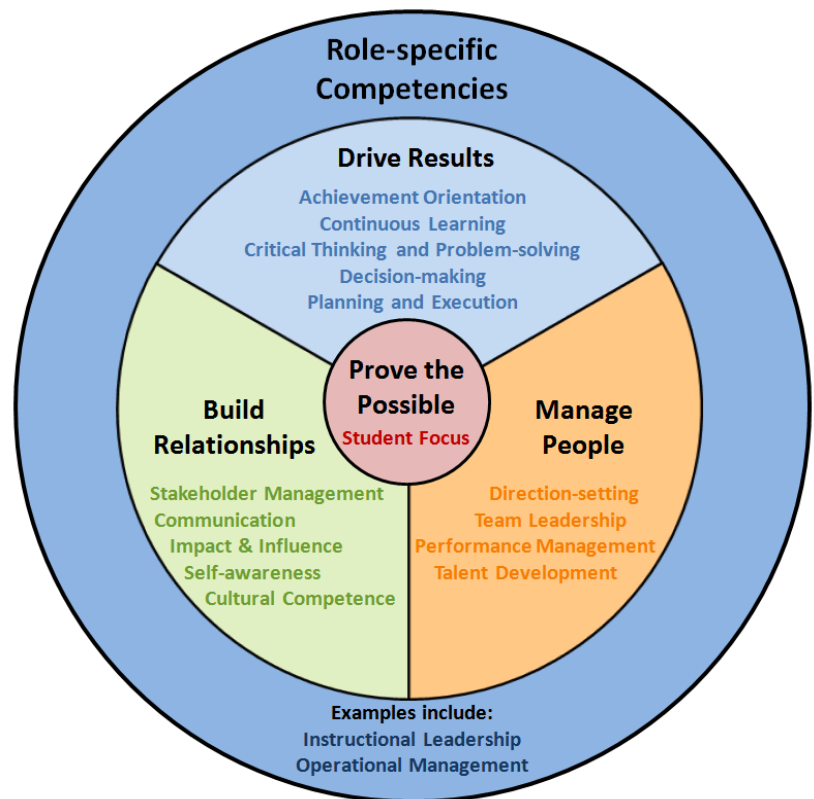 Role-specific
Competencies
Drive Results
Achievement Orientation
Continuous Learning
Critical Thinking and Problem-solving
Decision-making
Planning and Execution
Prove the
Possible
Student Focus
Build
Relationships
Stakeholder Management
Communication
Impact & Influence
Self-awareness
Cultural Competence
Manage
People
Direction-setting
Team Leadership
Performance Management
Talent Development
Examples include:
Instructional Leadership
Operational Management